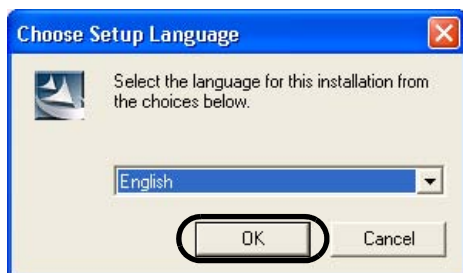 Choose Setup Language
Select the language for this installation from
the choices below.
English
OK
Cancel